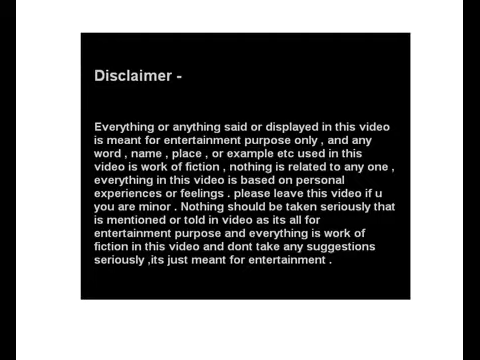 Disclaimer -
Everything or anything said or displayed in this video
is meant for entertainment purpose only , and any
word , name , place , or example etc used in this
video is work of fiction , nothing is related to any one ,
everything in this video is based on personal
experiences or feelings . please leave this video if u
you are minor . Nothing should be taken seriously that
is mentioned or told in video as its all for
entertainment purpose and everything is work of
fiction in this video and dont take any suggestions
seriously ,its just meant for entertainment .